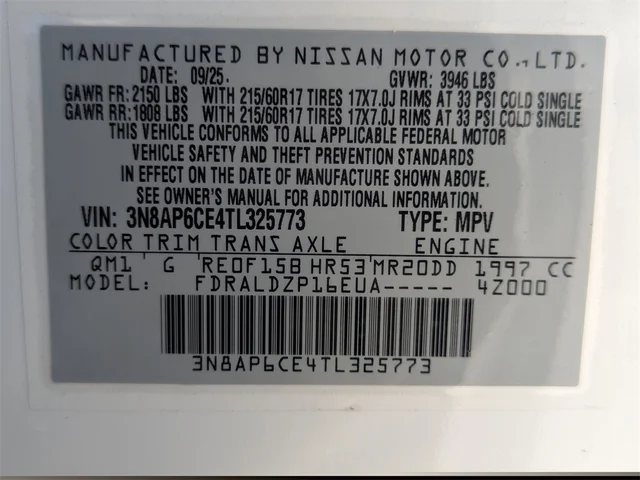 MANUFACTURED BY NISSAN MOTOR CO., LTD.
DATE: 09/25. GVWR: 3946 LBS
GAWR FR: 2150 LBS WITH 215/60R17 TIRES 17X7.0J RIMS AT 33 PSI COLD SINGLE
GAWR RR: 1808 LBS WITH 215/60R17 TIRES 17X7.0J RIMS AT 33 PSI COLD SINGLE
THIS VEHICLE CONFORMS TO ALL APPLICABLE FEDERAL MOTOR
VEHICLE SAFETY AND THEFT PREVENTION STANDARDS
IN EFFECT ON THE DATE OF MANUFACTURE SHOWN ABOVE.
SEE OWNER'S MANUAL FOR ADDITIONAL INFORMATION.
VIN: 3N8AP6CE4TL325773 TYPE: MPV
COLOR TRIM TRANS AXLE ENGINE
QM1 G RE0F15B HR53 MR20DD 1997 CC
MODEL: FDRALDZP16EUA----- 4Z000
3N8AP6CE4TL325773